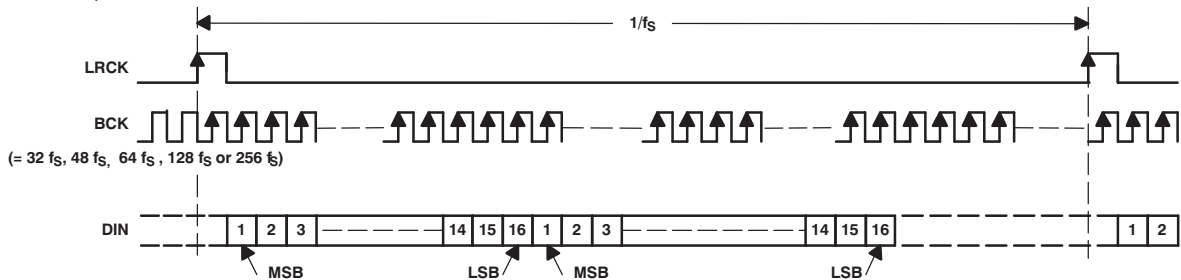 1/fS
LRCK
BCK
(= 32 fS, 48 fS, 64 fS , 128 fS or 256 fS)
DIN 1 2 3 14 15 16 1 2 3 14 15 16 1 2
MSB LSB MSB LSB